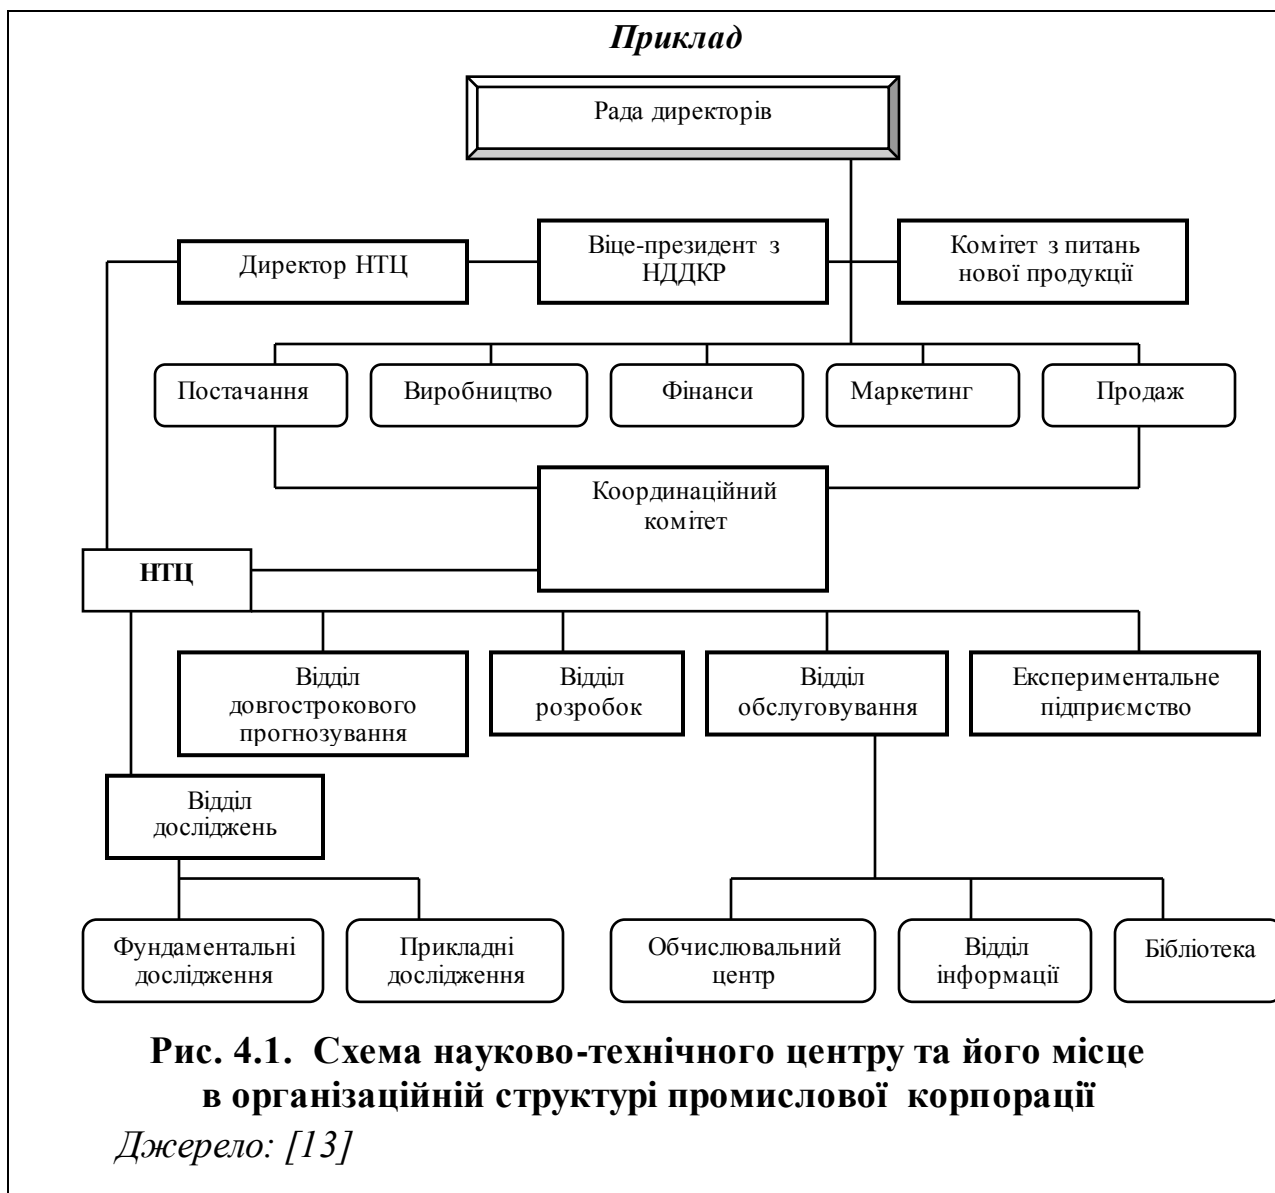 Приклад
Рада директорів
Директор НТЦ
Віце-президент з
НДДКР
Комітет з питань
нової продукції
Постачання
Виробництво
Фінанси
Маркетинг
Продаж
Координаційний
комітет
НТЦ
Відділ
довгострокового
прогнозування
Відділ
розробок
Відділ
обслуговування
Експериментальне
підприємство
Відділ
досліджень
Фундаментальні
дослідження
Прикладні
дослідження
Обчислювальний
центр
Відділ
інформації
Бібліотека
Рис. 4.1. Схема науково-технічного центру та його місце
в організаційній структурі промислової корпорації
Джерело: [13]